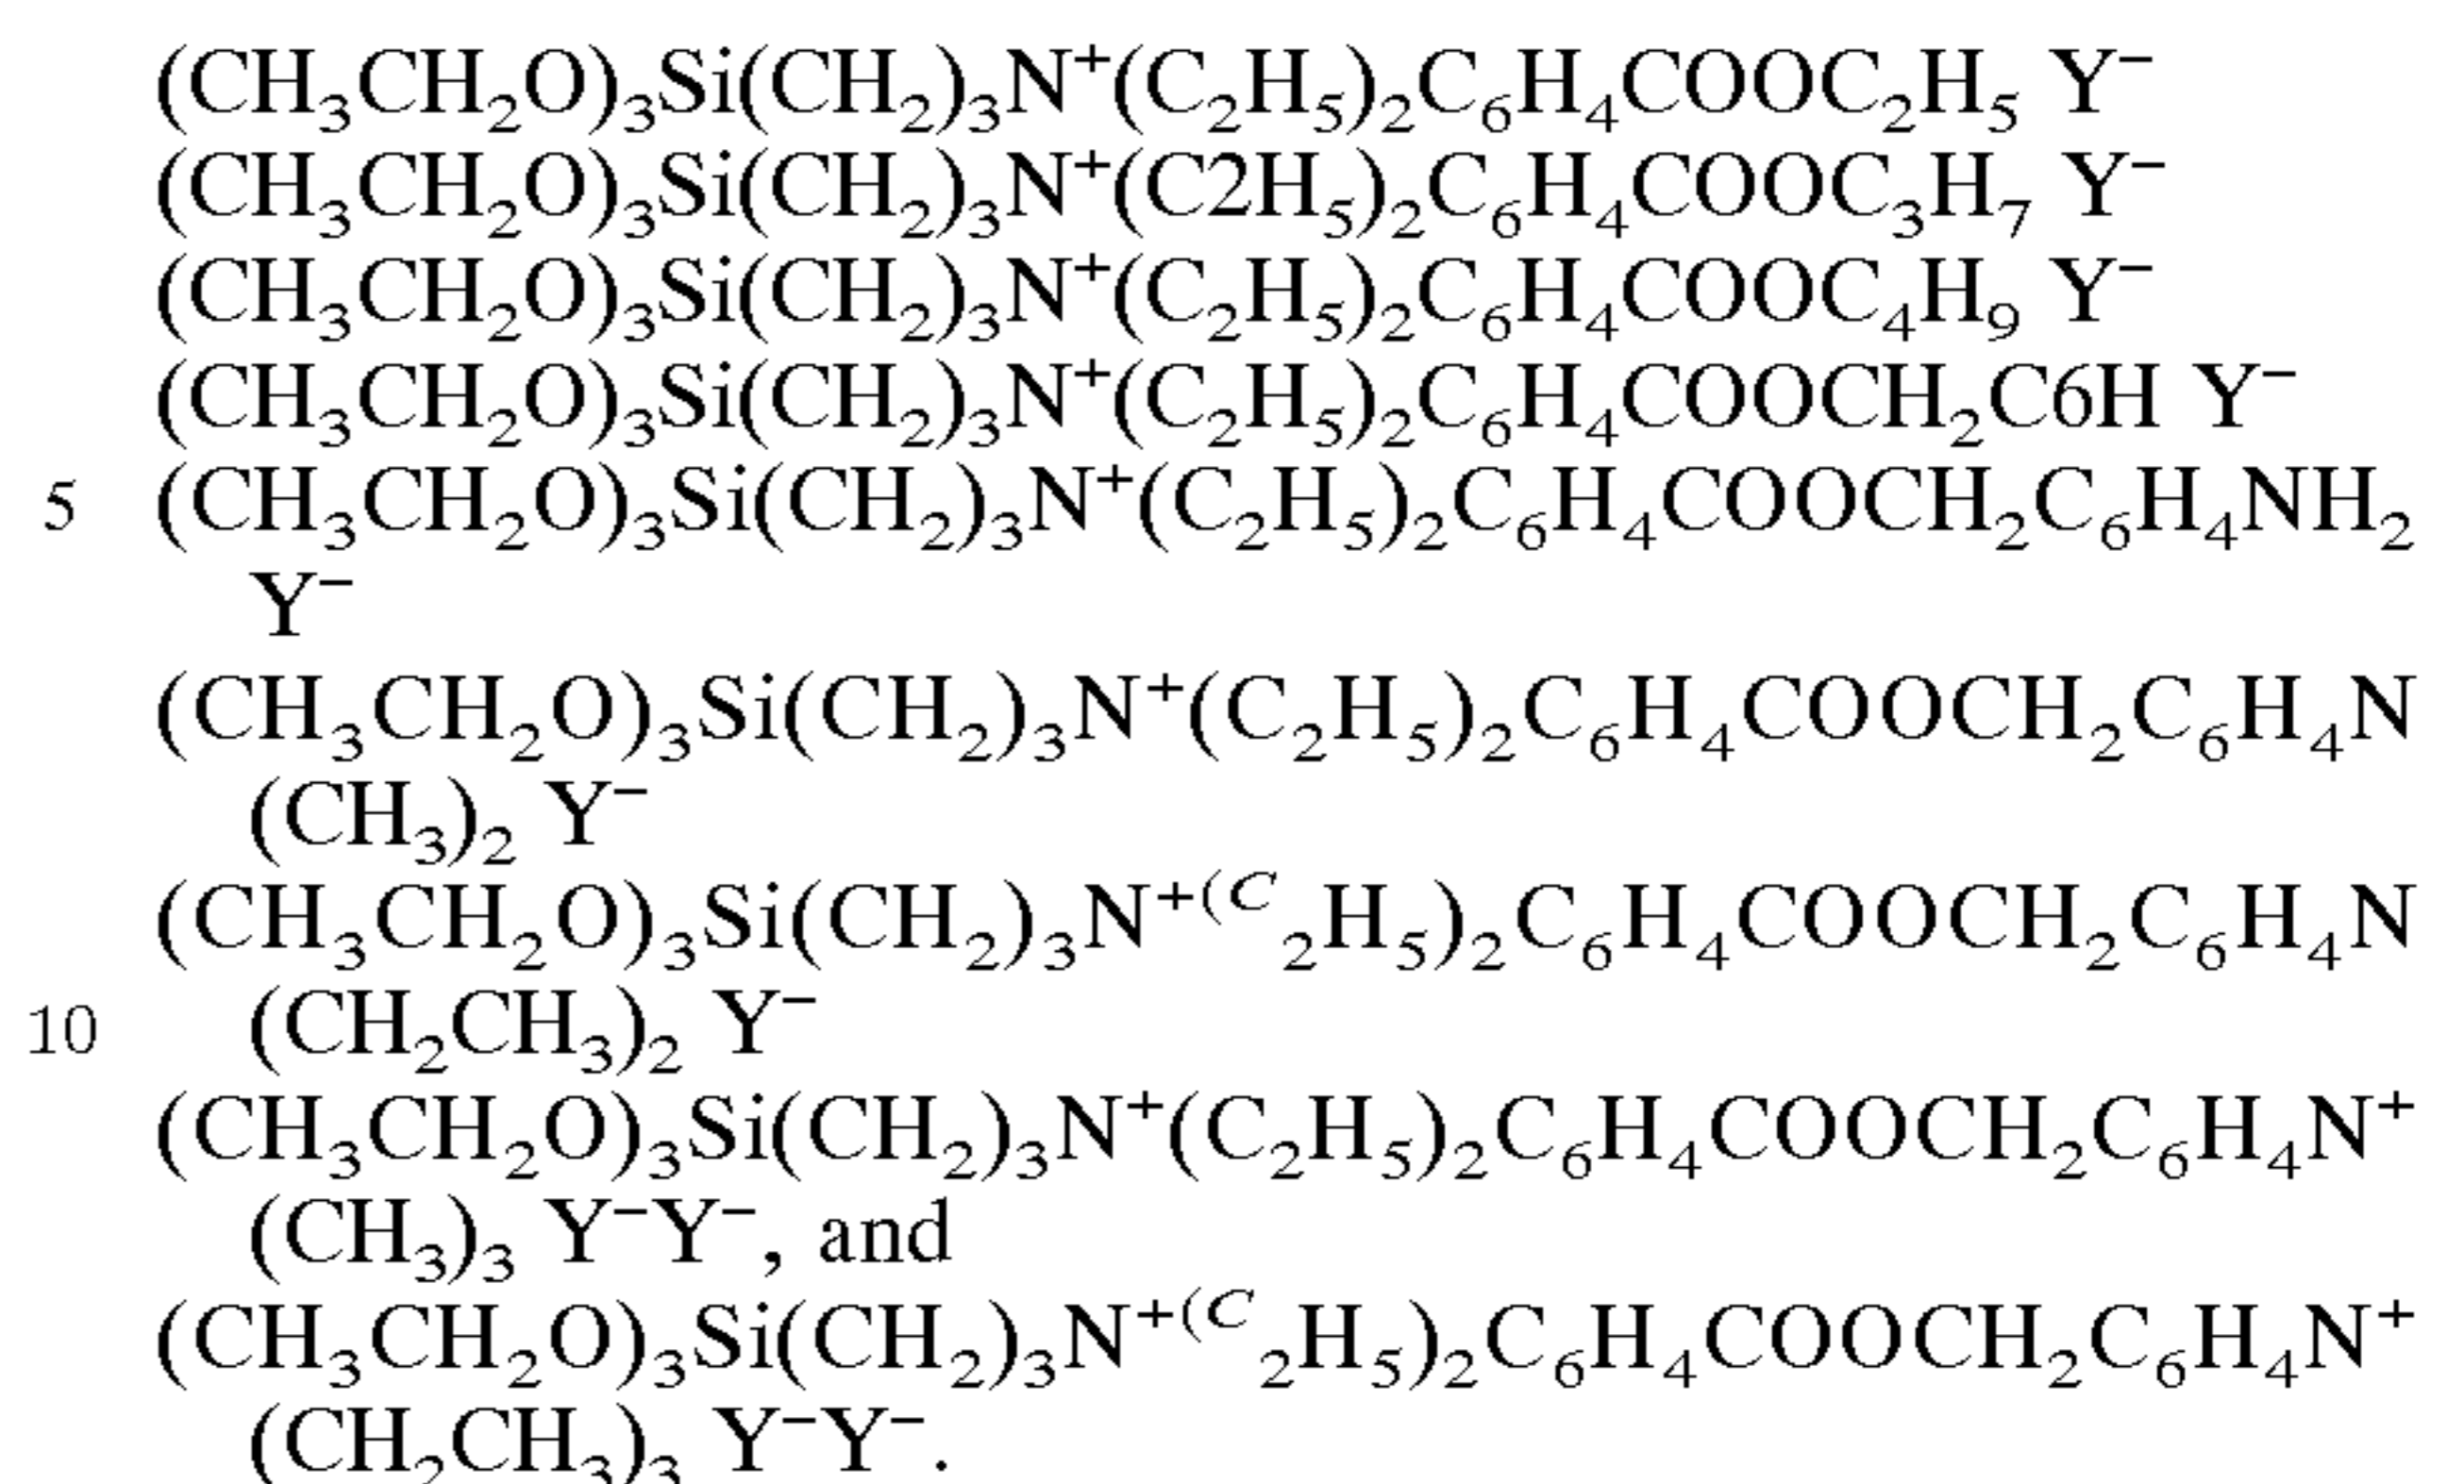 (CH₃CH₂O)₃Si(CH₂)₃N⁺(C₂H₅)₂C₆H₄COOC₂H₅ Y⁻
(CH₃CH₂O)₃Si(CH₂)₃N⁺(C2H₅)₂C₆H₄COOC₃H₇ Y⁻
(CH₃CH₂O)₃Si(CH₂)₃N⁺(C₂H₅)₂C₆H₄COOC₄H₉ Y⁻
(CH₃CH₂O)₃Si(CH₂)₃N⁺(C₂H₅)₂C₆H₄COOCH₂C6H Y⁻
5 (CH₃CH₂O)₃Si(CH₂)₃N⁺(C₂H₅)₂C₆H₄COOCH₂C₆H₄NH₂
Y⁻
(CH₃CH₂O)₃Si(CH₂)₃N⁺(C₂H₅)₂C₆H₄COOCH₂C₆H₄N
(CH₃)₂ Y⁻
(CH₃CH₂O)₃Si(CH₂)₃N⁺⁽ᶜ₂H₅)₂C₆H₄COOCH₂C₆H₄N
10 (CH₂CH₃)₂ Y⁻
(CH₃CH₂O)₃Si(CH₂)₃N⁺(C₂H₅)₂C₆H₄COOCH₂C₆H₄N⁺
(CH₃)₃ Y⁻Y⁻, and
(CH₃CH₂O)₃Si(CH₂)₃N⁺⁽ᶜ₂H₅)₂C₆H₄COOCH₂C₆H₄N⁺
(CH₂CH₃)₃ Y⁻Y⁻.